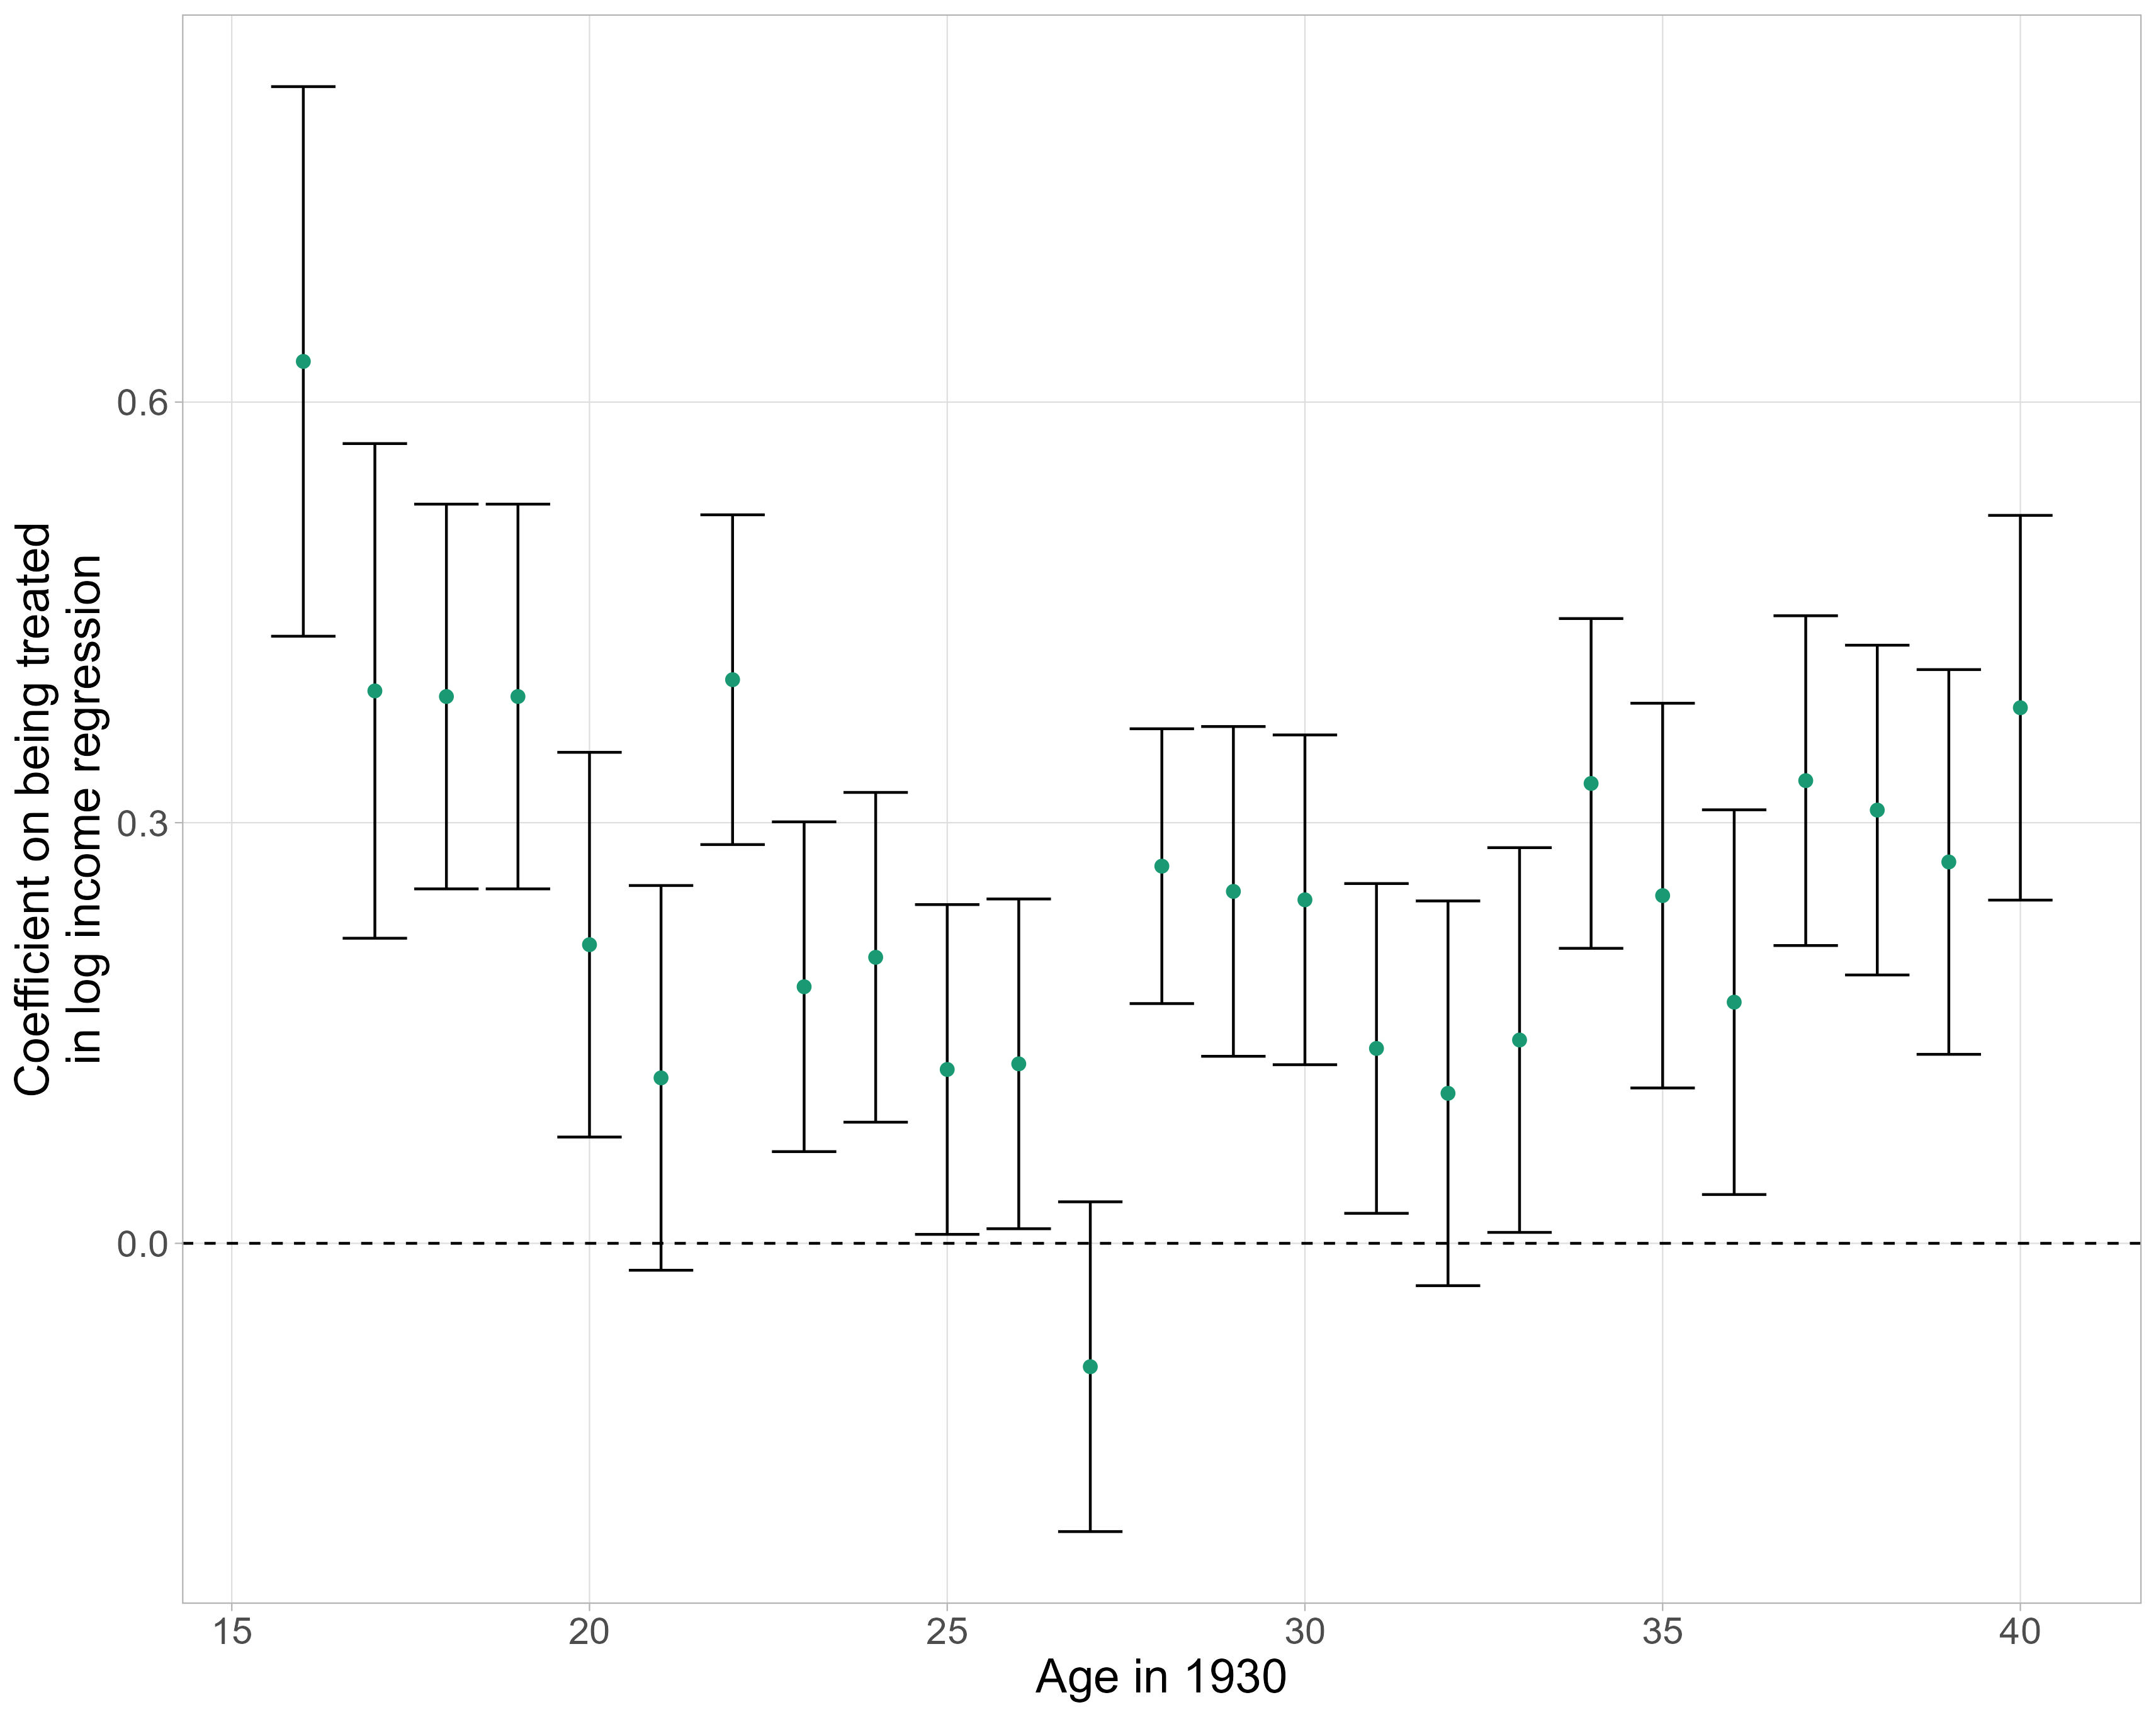 Coefficient on being treated
in log income regression
0.6
0.3
0.0
15 20 25 30 35 40
Age in 1930